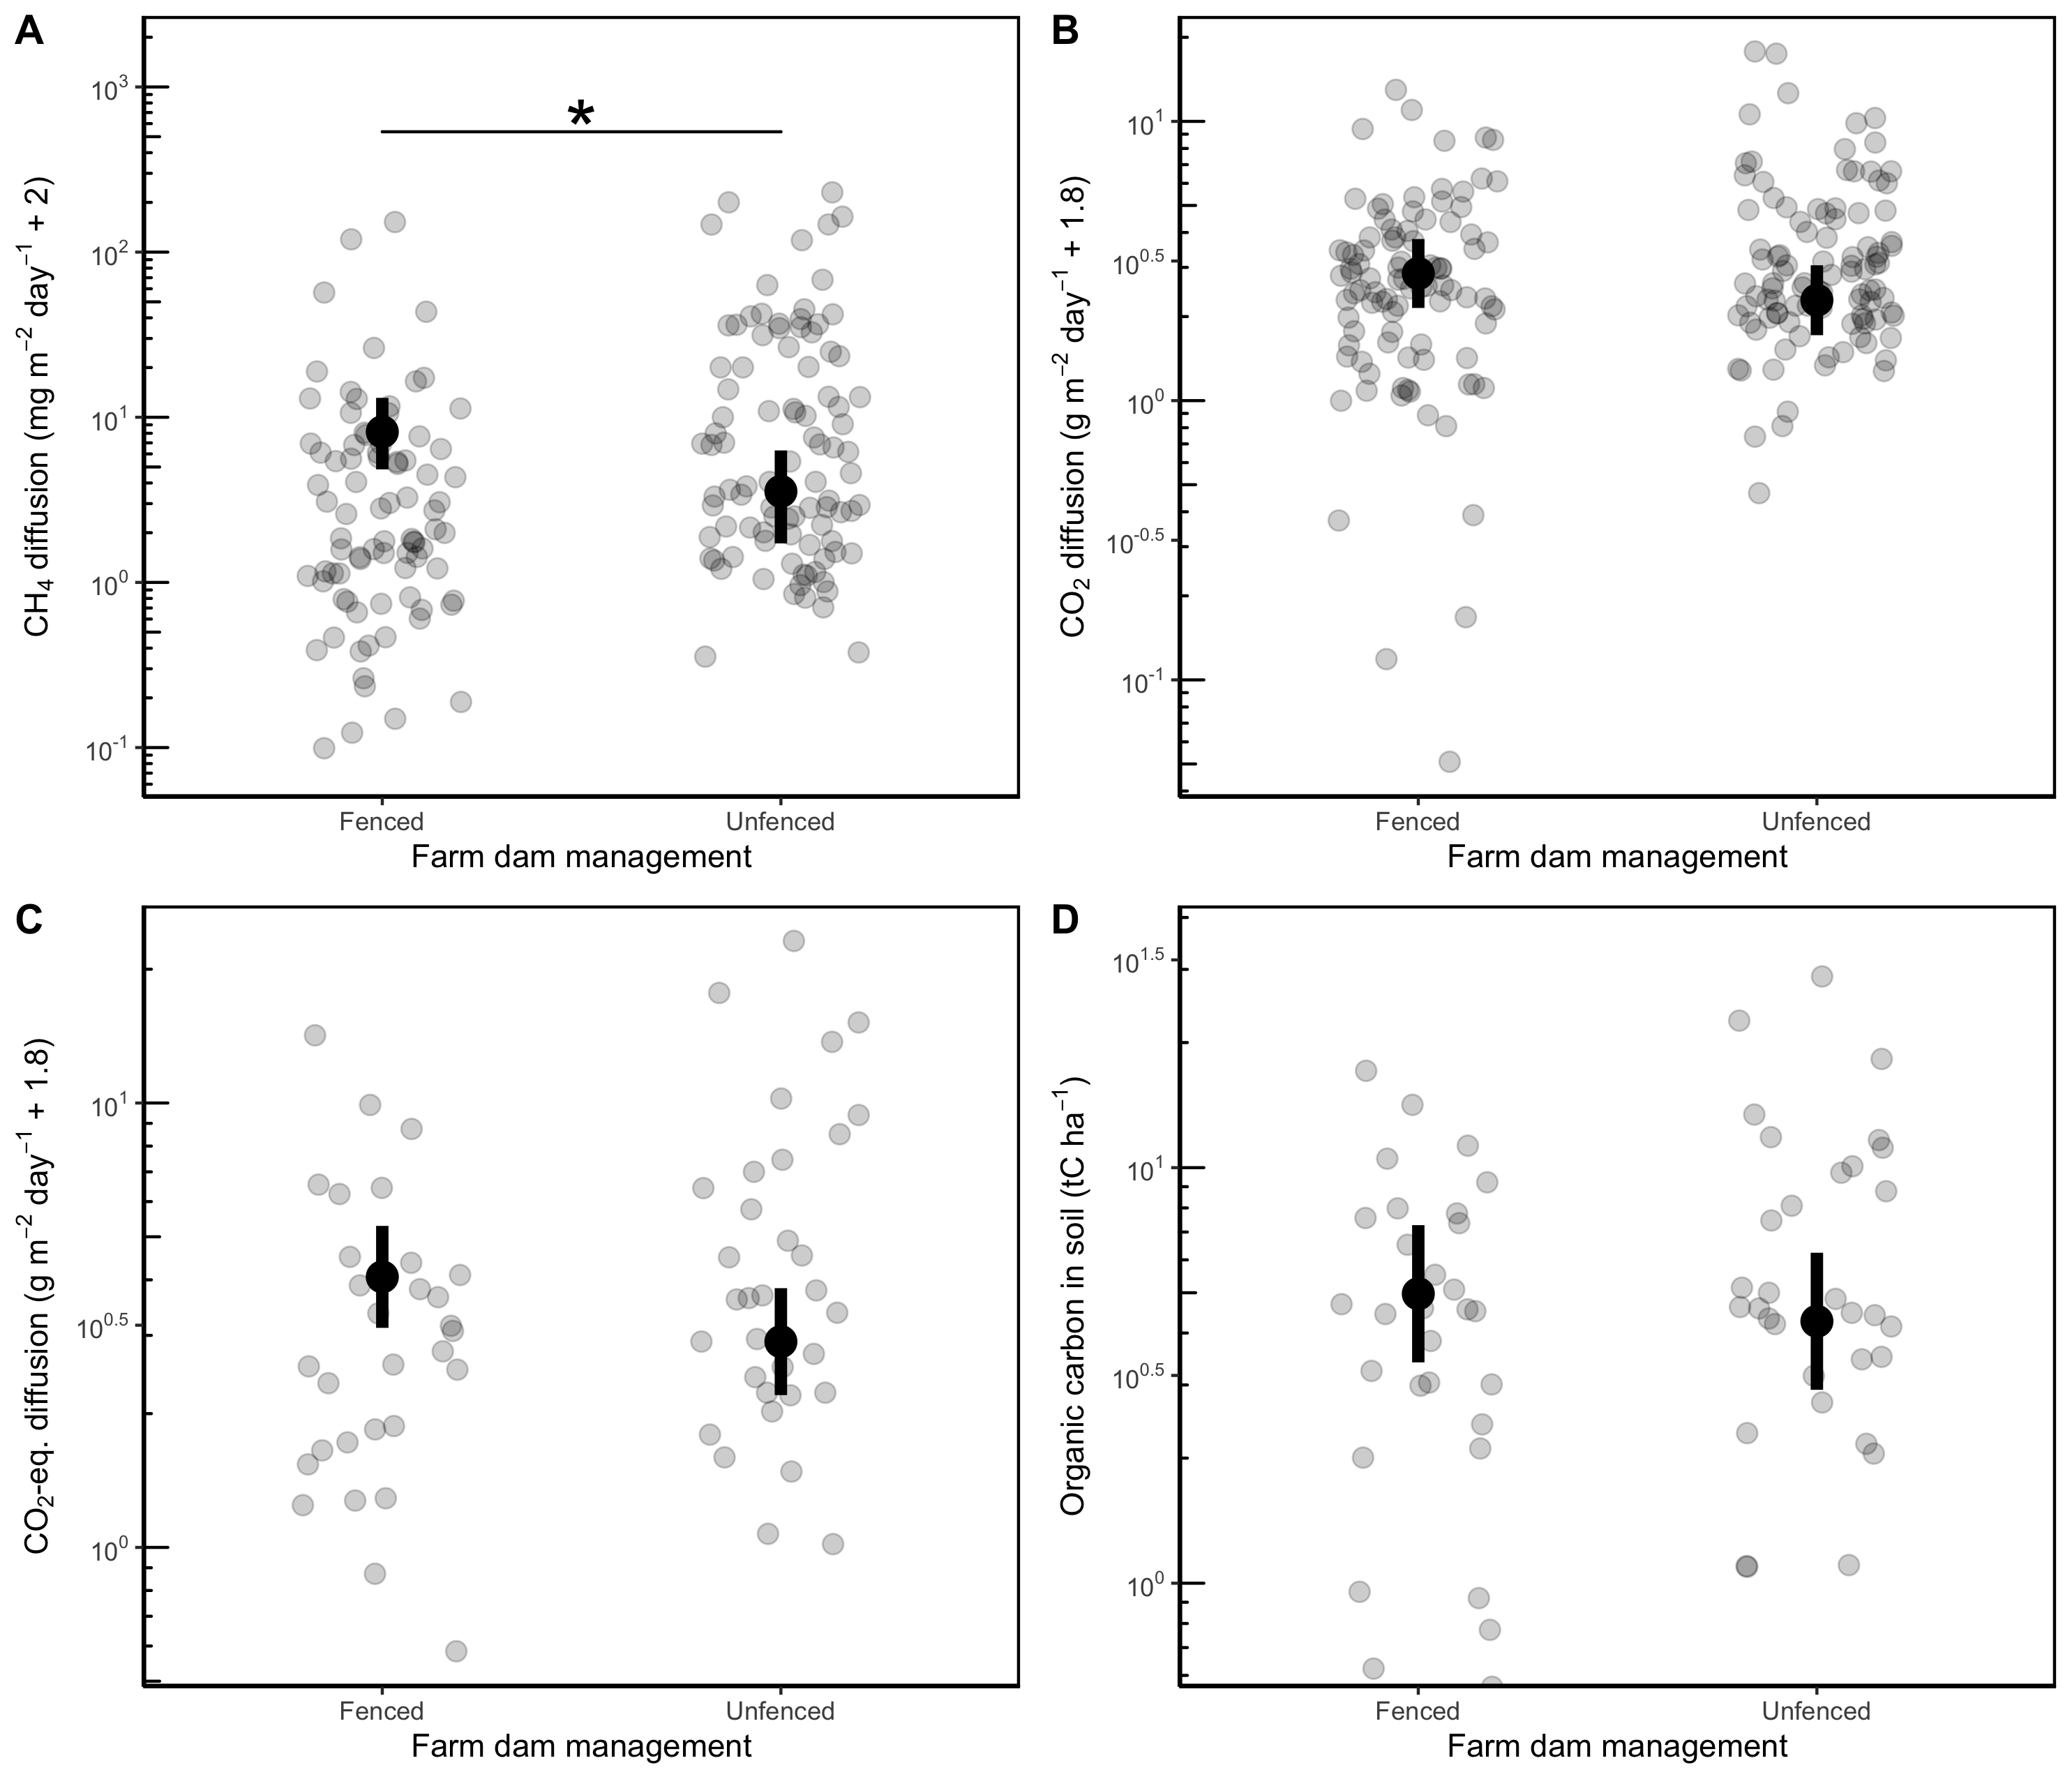 A
CH₄ diffusion (mg m⁻² day⁻¹ + 2)
10³
10²
10¹
10⁰
10⁻¹
*
Fenced
Unfenced
Farm dam management
B
CO₂ diffusion (g m⁻² day⁻¹ + 1.8)
10¹
10^0.5
10⁰
10^-0.5
10⁻¹
Fenced
Unfenced
Farm dam management
C
CO₂-eq. diffusion (g m⁻² day⁻¹ + 1.8)
10¹
10^0.5
10⁰
Fenced
Unfenced
Farm dam management
D
Organic carbon in soil (tC ha⁻¹)
10^1.5
10¹
10^0.5
10⁰
Fenced
Unfenced
Farm dam management